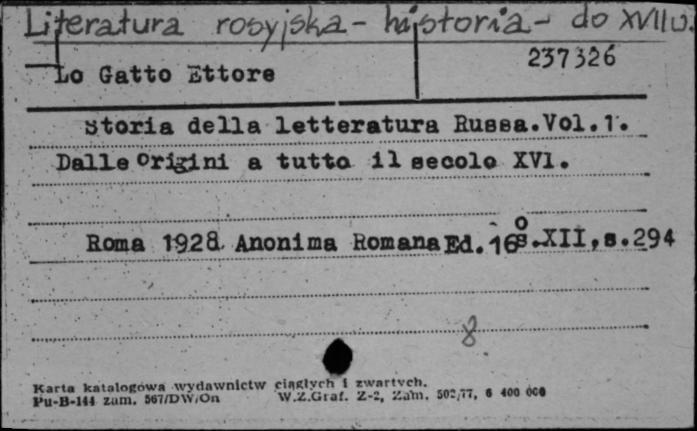 Literatura rosyjska - historia - do XVII w.
237326
Lo Gatto Ettore
Storia della letteratura Russa.Vol.1.
Dalle Origini a tutto il secolo XVI.
Roma 1928 Anonima Romana Ed. 16° s.XII,s.294
8
Karta katalogowa wydawnictw ciągłych i zwartych.
Pu-B-144 zam. 567/DW/On W.Z.Graf. Z-2, Zam. 502/77, 6 400 000